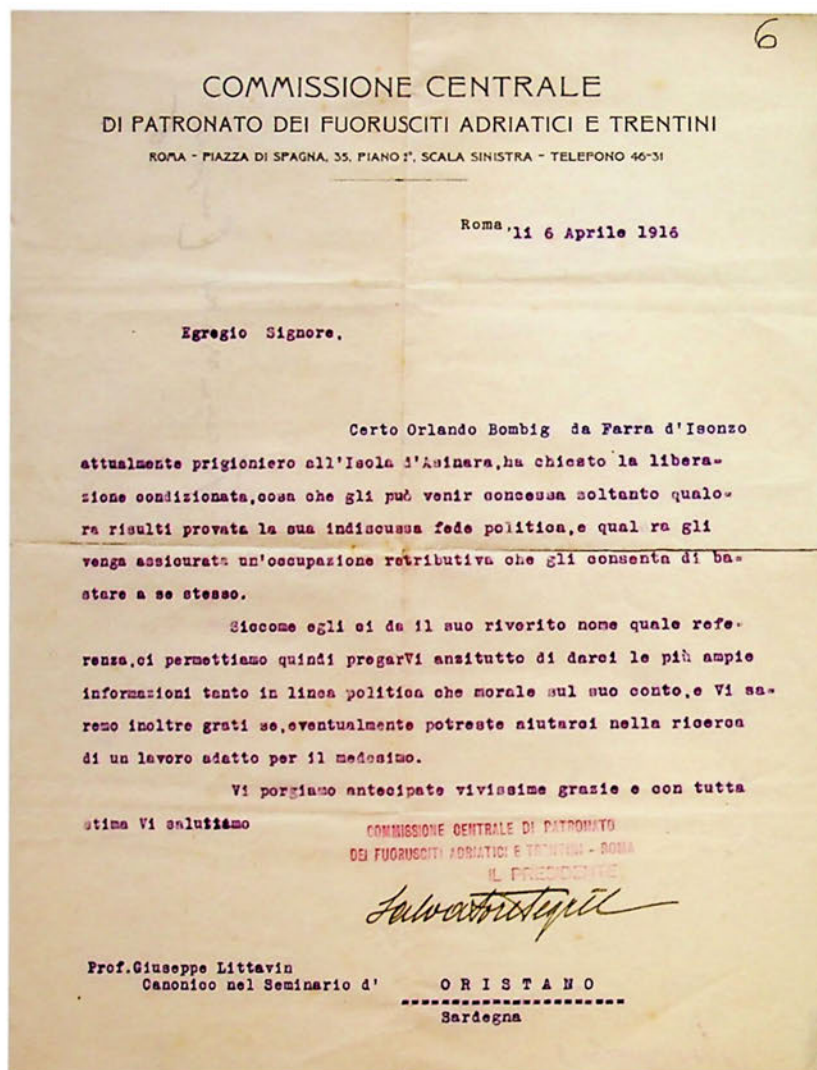 6
COMMISSIONE CENTRALE
DI PATRONATO DEI FUORUSCITI ADRIATICI E TRENTINI
ROMA - PIAZZA DI SPAGNA, 35, PIANO 1°, SCALA SINISTRA - TELEFONO 46-31
Roma, li 6 Aprile 1916
Egregio Signore,
Certo Orlando Bombig da Farra d'Isonzo
attualmente prigioniero all'Isola d'Asinara,ha chiesto la libera=
zione condizionata,cosa che gli può venir concessa soltanto qualo=
ra risulti provata la sua indiscussa fede politica,e qual ra gli
venga assicurata un'occupazione retributiva che gli consenta di ba=
stare a se stesso.
Siccome egli ci da il suo riverito nome quale refe=
renza,ci permettiamo quindi pregarVi anzitutto di darci le più ampie
informazioni tanto in linea politica che morale sul suo conto,e Vi sa=
remo inoltre grati se,eventualmente potreste aiutarci nella ricerca
di un lavoro adatto per il medesimo.
Vi porgiamo antecipate vivissime grazie e con tutta
stima Vi salutiamo
COMMISSIONE CENTRALE DI PATRONATO
DEI FUORUSCITI ADRIATICI E TRENTINI - ROMA
IL PRESIDENTE
Salvatore Segrè
Prof.Giuseppe Littavin
Canonico nel Seminario d' ORISTANO
Sardegna